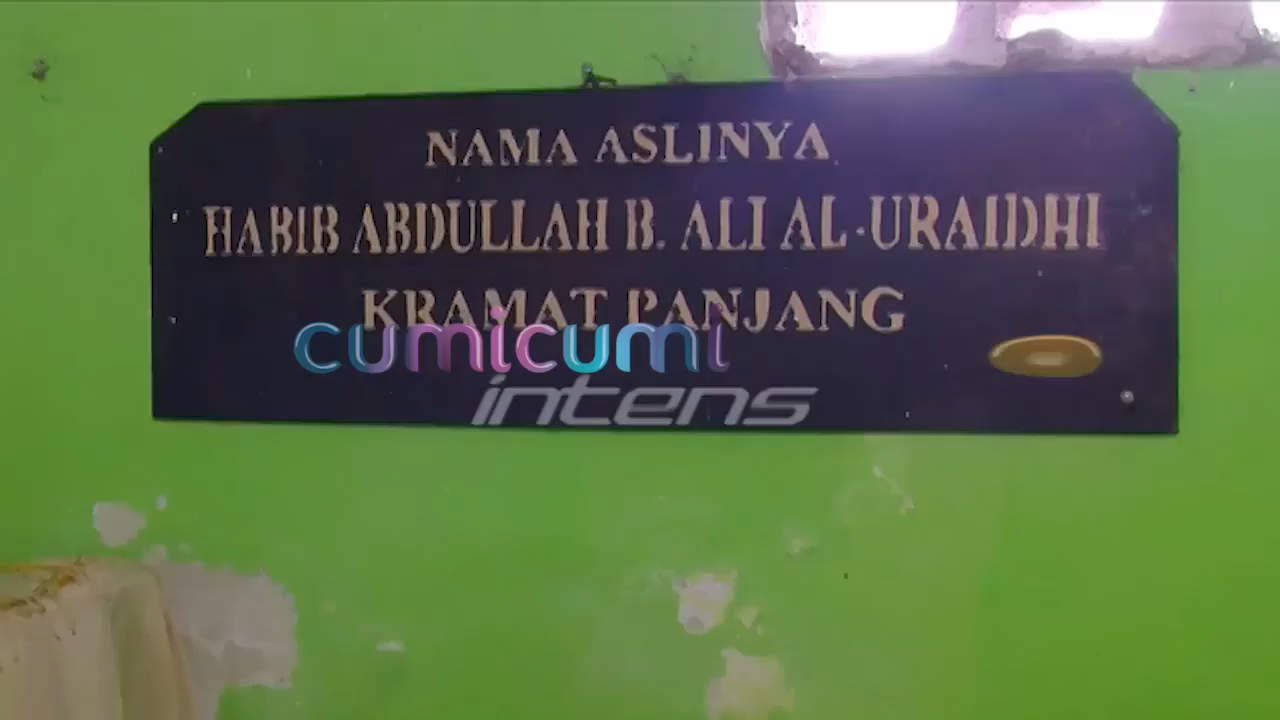 NAMA ASLINYA
HABIB ABDULLAH B. ALI AL-URAIDHI
KRAMAT PANJANG
cumicumi
intens